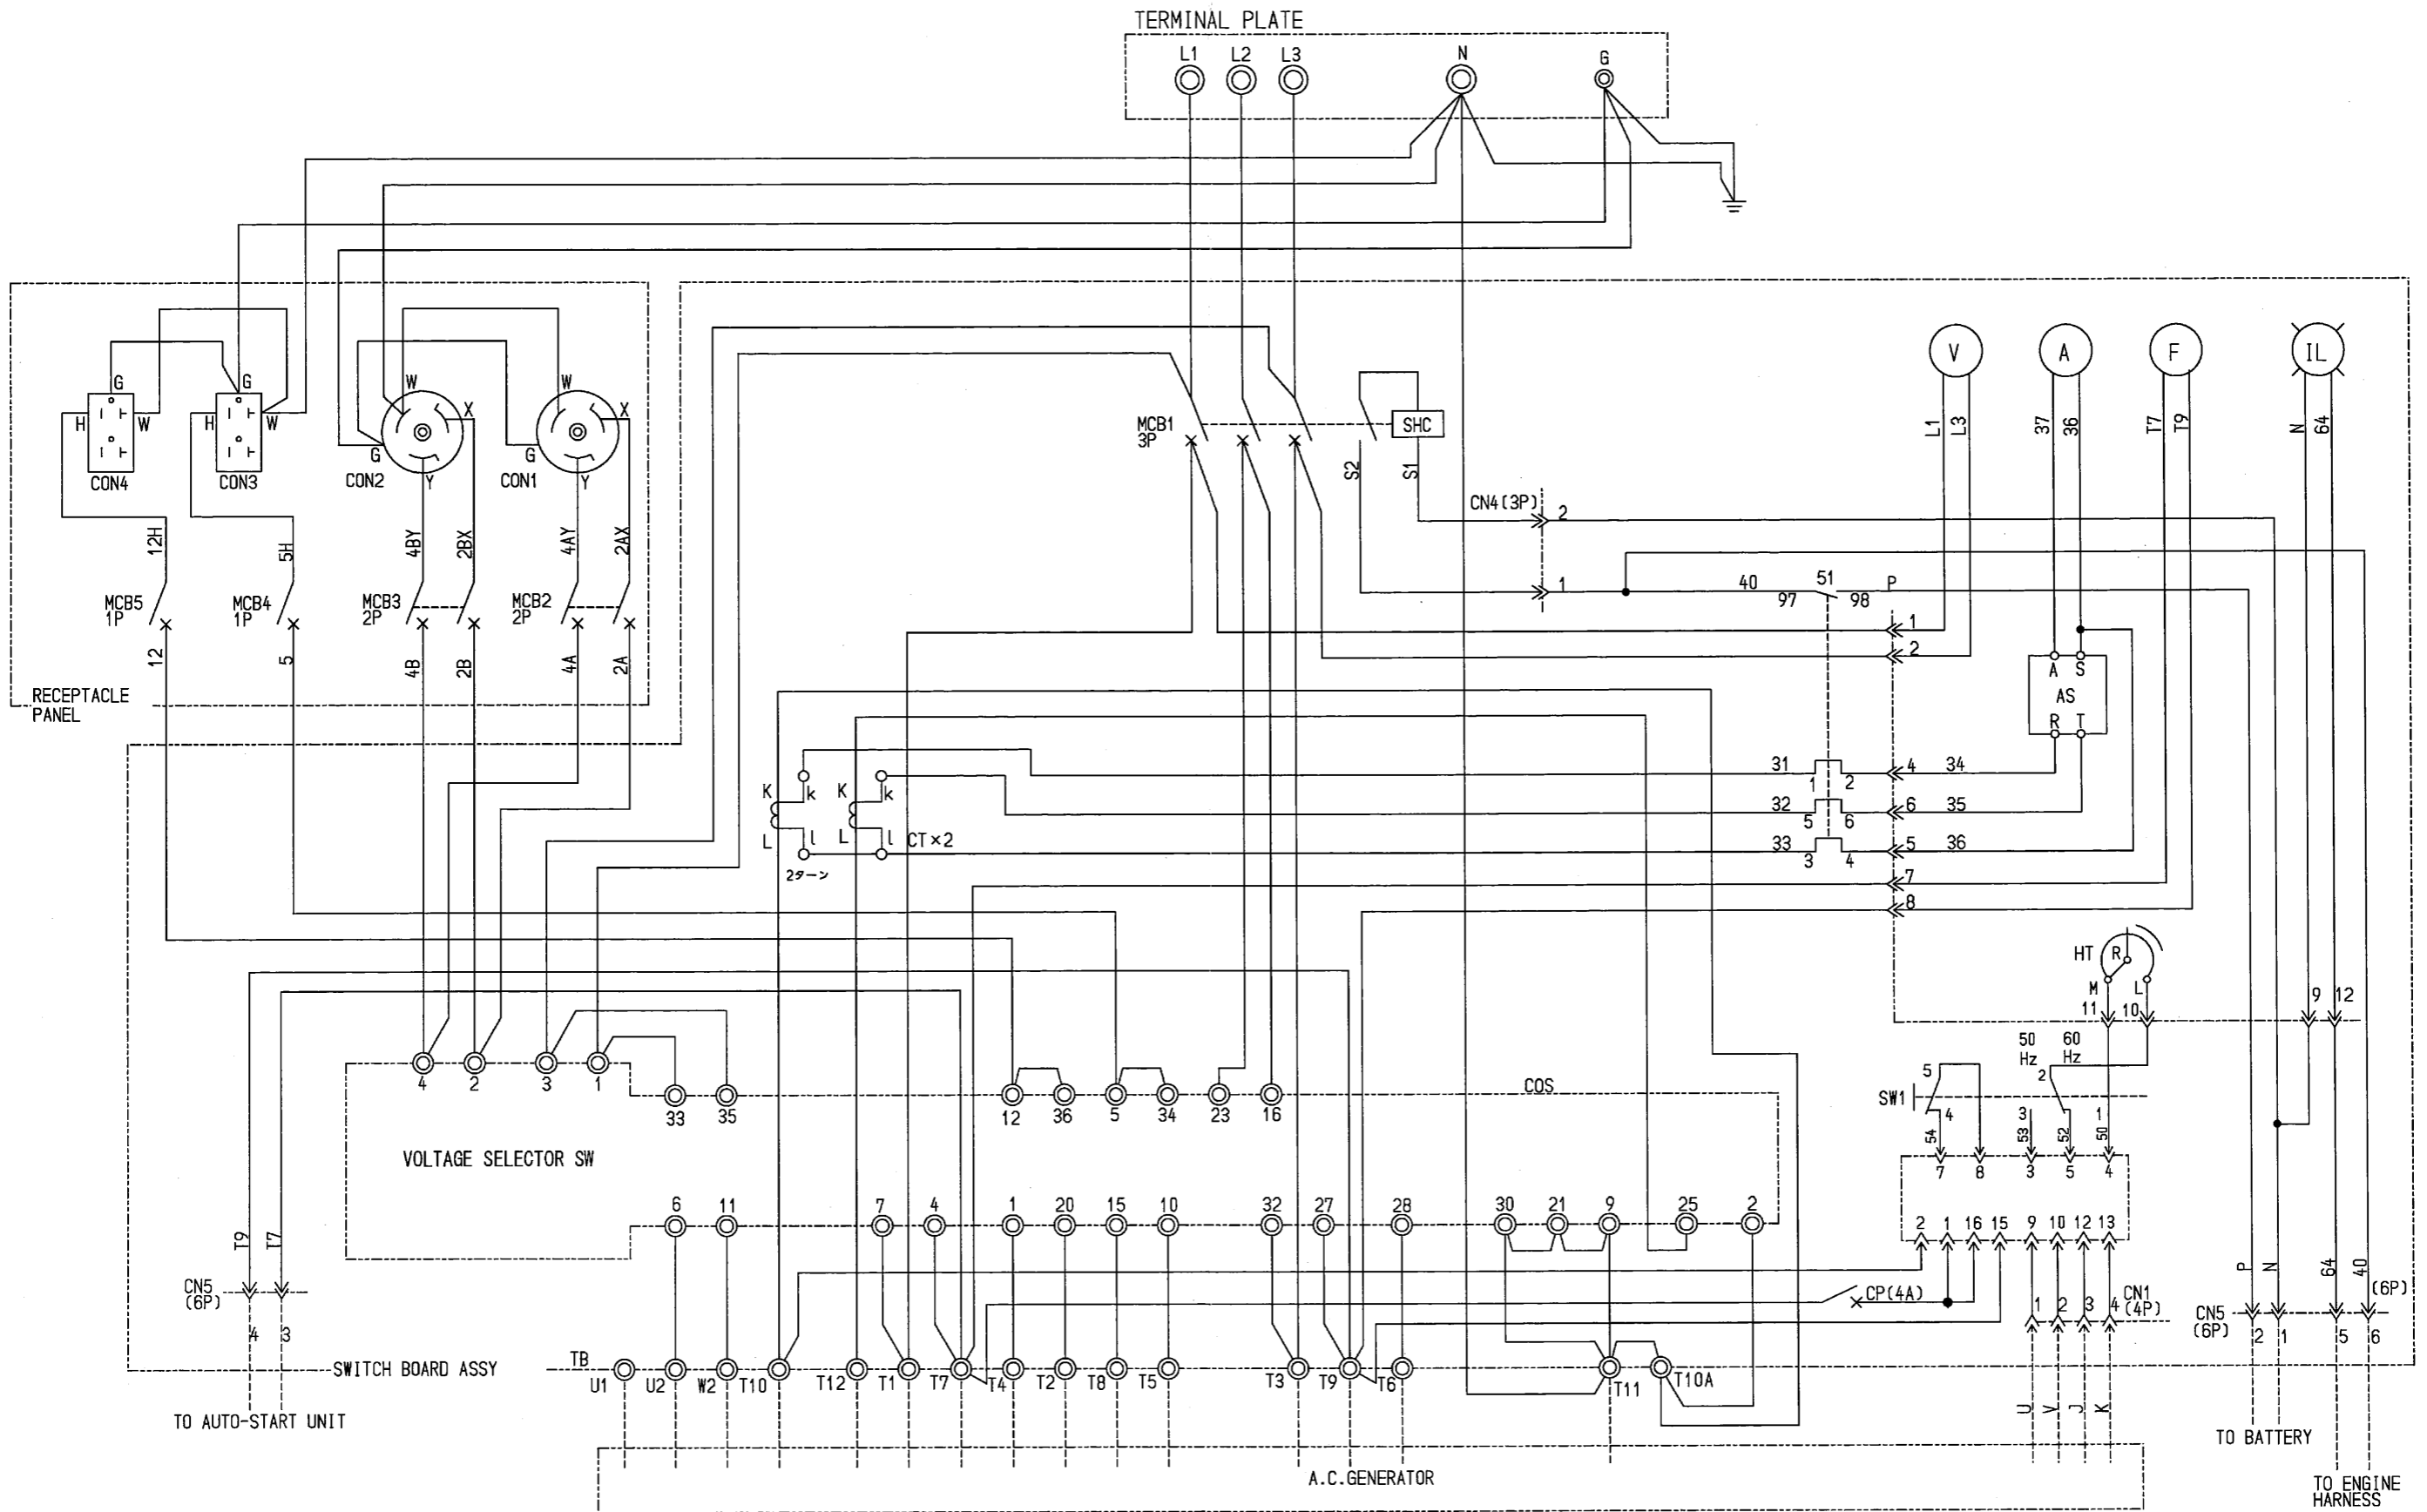 TERMINAL PLATE
L1 L2 L3 N G
G G W X W X
H W H W
G Y G Y
CON4 CON3 CON2 CON1
MCB1
3P
SHC
V A F IL
L1 L3 37 36 T7 T9 N 64
S2 S1
CN4(3P) 2
12H 5H 4BY 2BX 4AY 2AX
1 40 51 P
97 98
MCB5
1P
MCB4
1P
MCB3
2P
MCB2
2P
12 5 4B 2B 4A 2A
1
2
A S
AS
R T
RECEPTACLE
PANEL
K k K k
L l L l CT×2
2ターン
31 1 2 4 34
32 5 6 6 35
33 3 4 5 36
7
8
HT R
M L
11 10 9 12
50
Hz
60
Hz
5 2
SW1
4 3 1
54 53 52 50
7 8 3 5 4
4 2 3 1
33 35 12 36 5 34 23 16
COS
VOLTAGE SELECTOR SW
6 11 7 4 1 20 15 10 32 27 28 30 21 9 25 2
2 1 16 15 9 10 12 13
T9 T7
CN5
(6P)
4 3
CP(4A)
1 2 3 4
CN1
(4P)
P N 64 40
(6P)
CN5
(6P)
2 1 5 6
SWITCH BOARD ASSY
TB
U1 U2 W2 T10 T12 T1 T7 T4 T2 T8 T5 T3 T9 T6 T11 T10A
U V J K
TO AUTO-START UNIT
TO BATTERY
A.C.GENERATOR
TO ENGINE
HARNESS